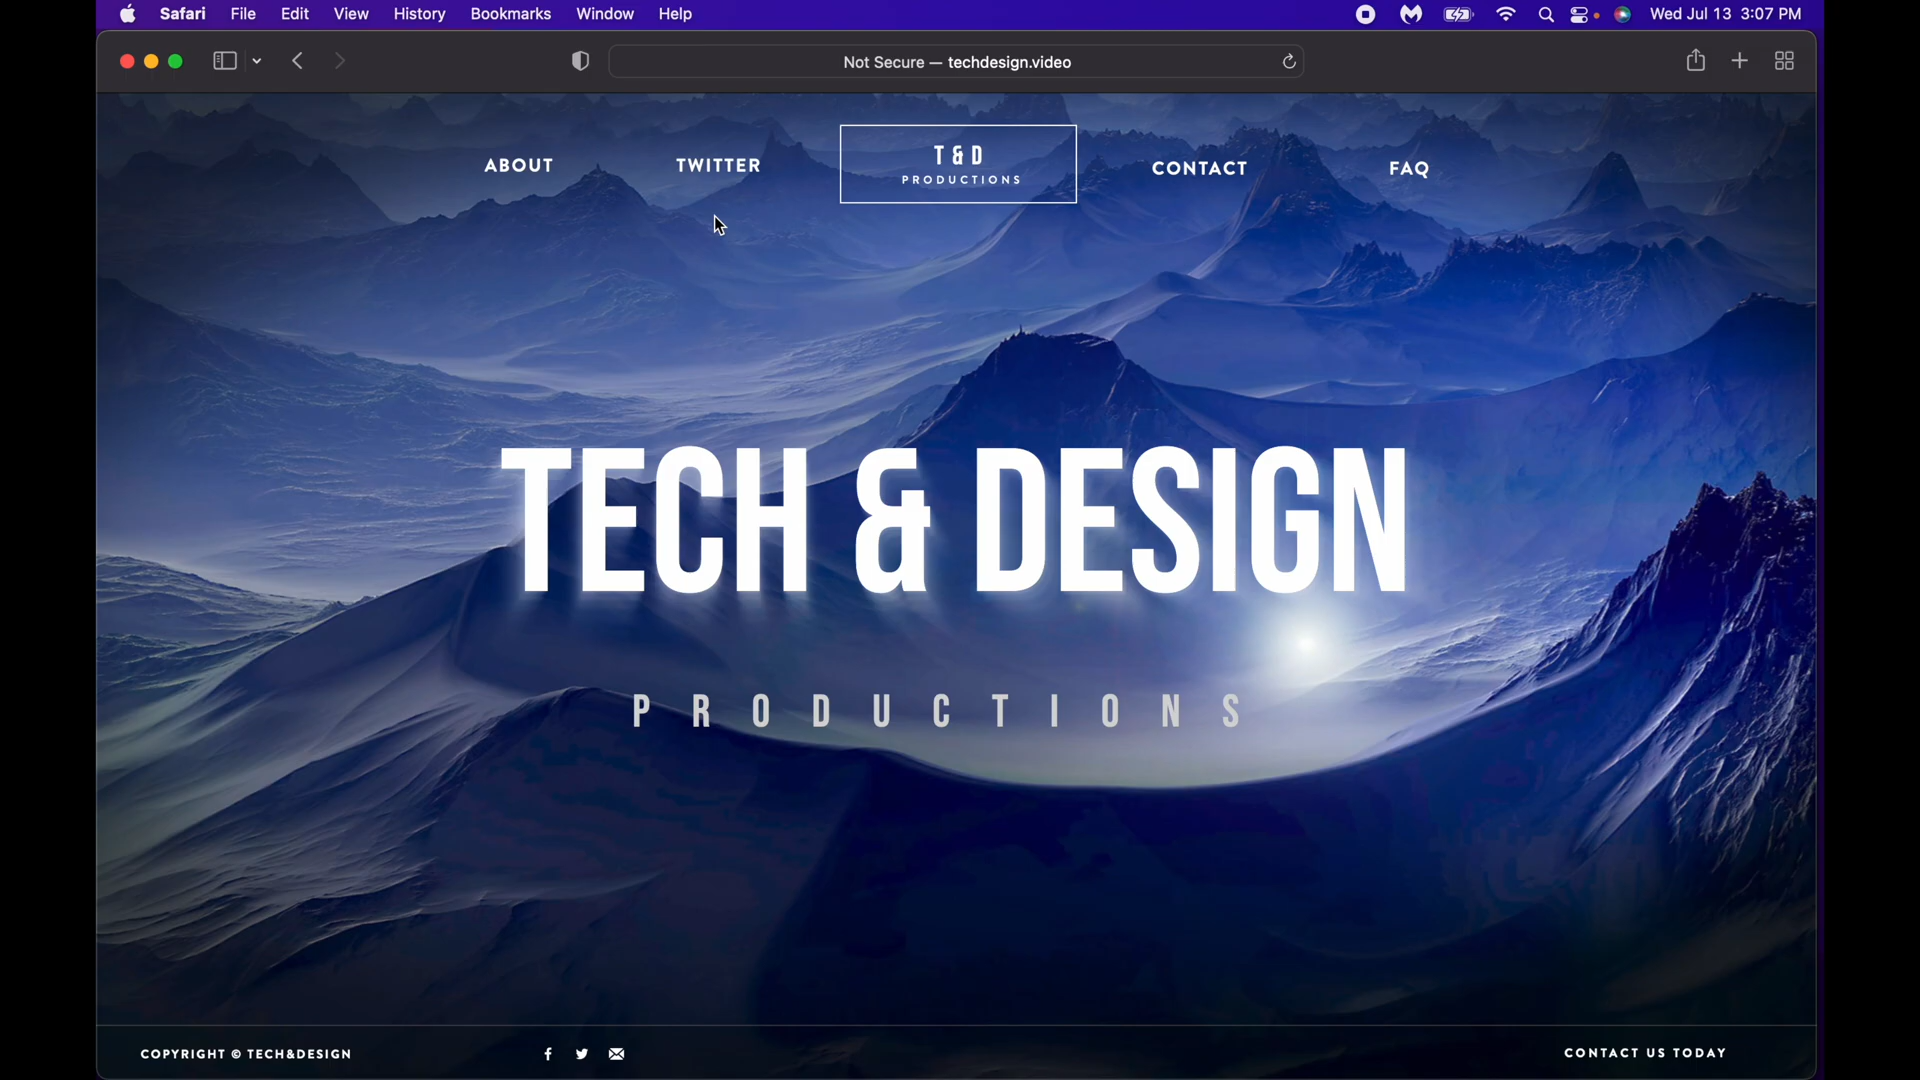 Safari File Edit View History Bookmarks Window Help Wed Jul 13 3:07 PM
Not Secure — techdesign.video
ABOUT TWITTER T&D CONTACT FAQ
PRODUCTIONS
TECH & DESIGN
PRODUCTIONS
COPYRIGHT © TECH&DESIGN CONTACT US TODAY